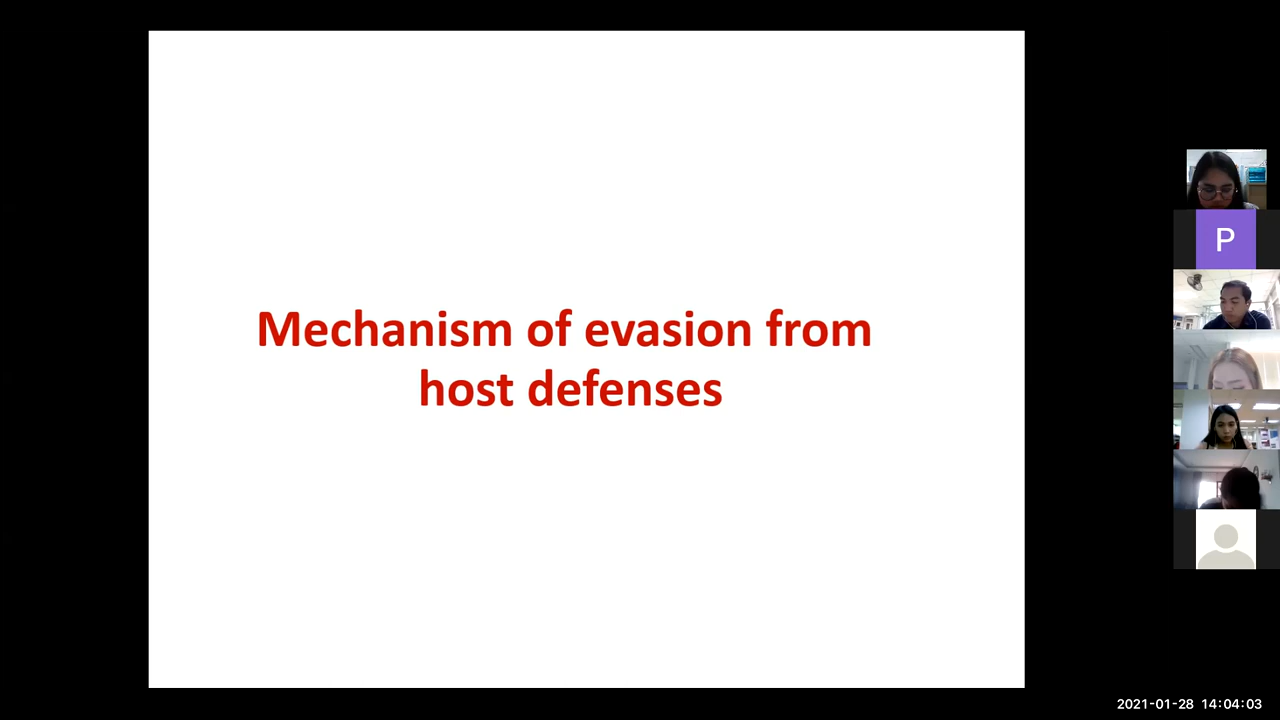 Mechanism of evasion from
host defenses
P
2021-01-28 14:04:03